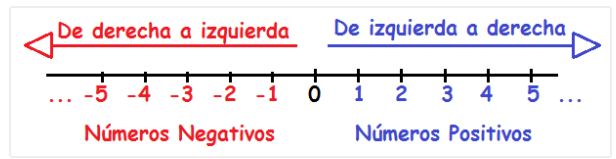 De derecha a izquierda De izquierda a derecha
... -5 -4 -3 -2 -1 0 1 2 3 4 5 ...
Números Negativos Números Positivos